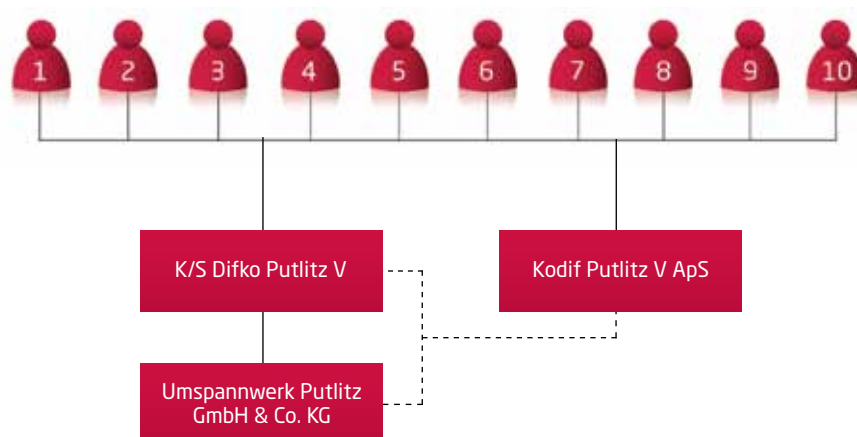 1 2 3 4 5 6 7 8 9 10
K/S Difko Putlitz V
Kodif Putlitz V ApS
Umspannwerk Putlitz
GmbH & Co. KG